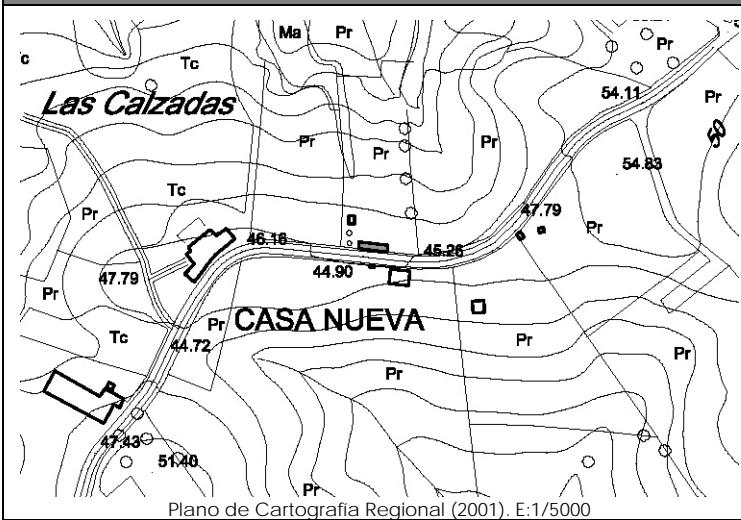 Ma Pr Pr
c Tc 54.11 Pr
Las Calzadas
50
Pr Pr Pr 54.83
Tc
Pr 47.79 Pr
46.16 45.26
47.79 44.90
Pr
Pr CASA NUEVA
Tc 44.72 Pr
Pr Pr
47.43
51.40
Pr
Plano de Cartografía Regional (2001). E:1/5000